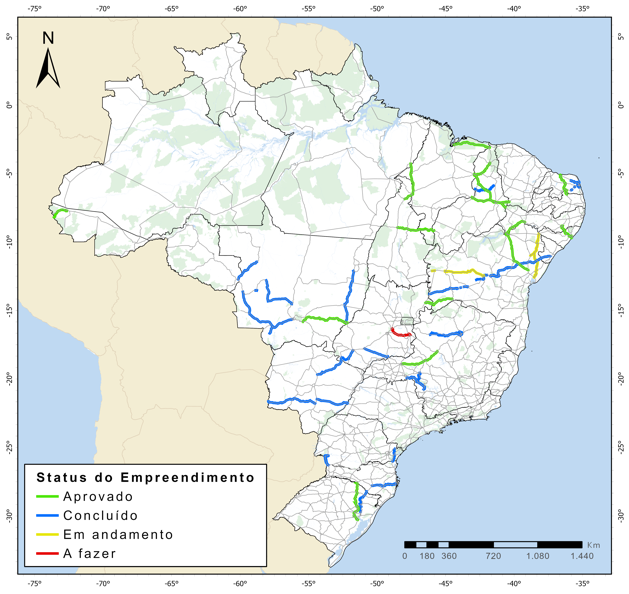 -75° -70° -65° -60° -55° -50° -45° -40° -35°
N
5° 5°
0° 0°
-5° -5°
-10° -10°
-15° -15°
-20° -20°
-25° -25°
-30° -30°
Status do Empreendimento
Aprovado
Concluído
Em andamento
A fazer
Km
0 180 360 720 1.080 1.440
-75° -70° -65° -60° -55° -50° -45° -40° -35°